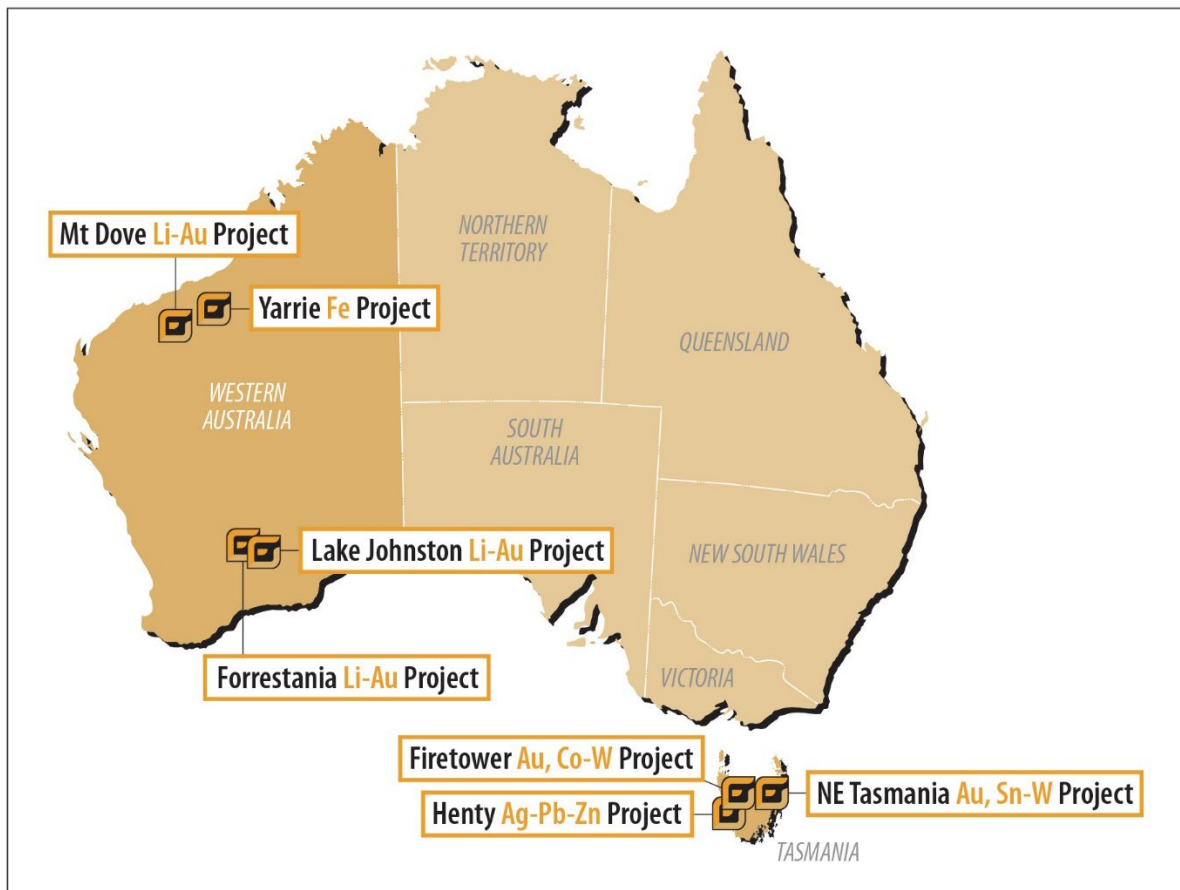 NORTHERN
TERRITORY
Mt Dove Li-Au Project
Yarrie Fe Project
QUEENSLAND
WESTERN
AUSTRALIA
SOUTH
AUSTRALIA
Lake Johnston Li-Au Project
NEW SOUTH WALES
Forrestania Li-Au Project
VICTORIA
Firetower Au, Co-W Project
NE Tasmania Au, Sn-W Project
Henty Ag-Pb-Zn Project
TASMANIA